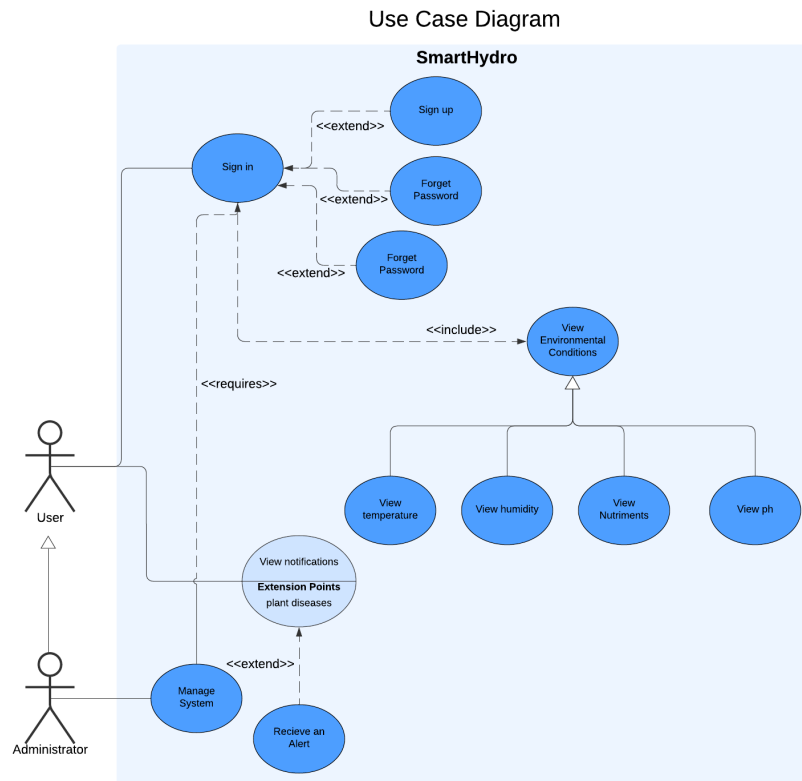 Use Case Diagram
SmartHydro
Sign up
<<extend>>
Sign in
Forget
Password
<<extend>>
Forget
Password
<<extend>>
<<include>>
View
Environmental
Conditions
<<requires>>
User
View
temperature
View humidity
View
Nutriments
View ph
View notifications
Extension Points
plant diseases
<<extend>>
Manage
System
Recieve an
Alert
Administrator